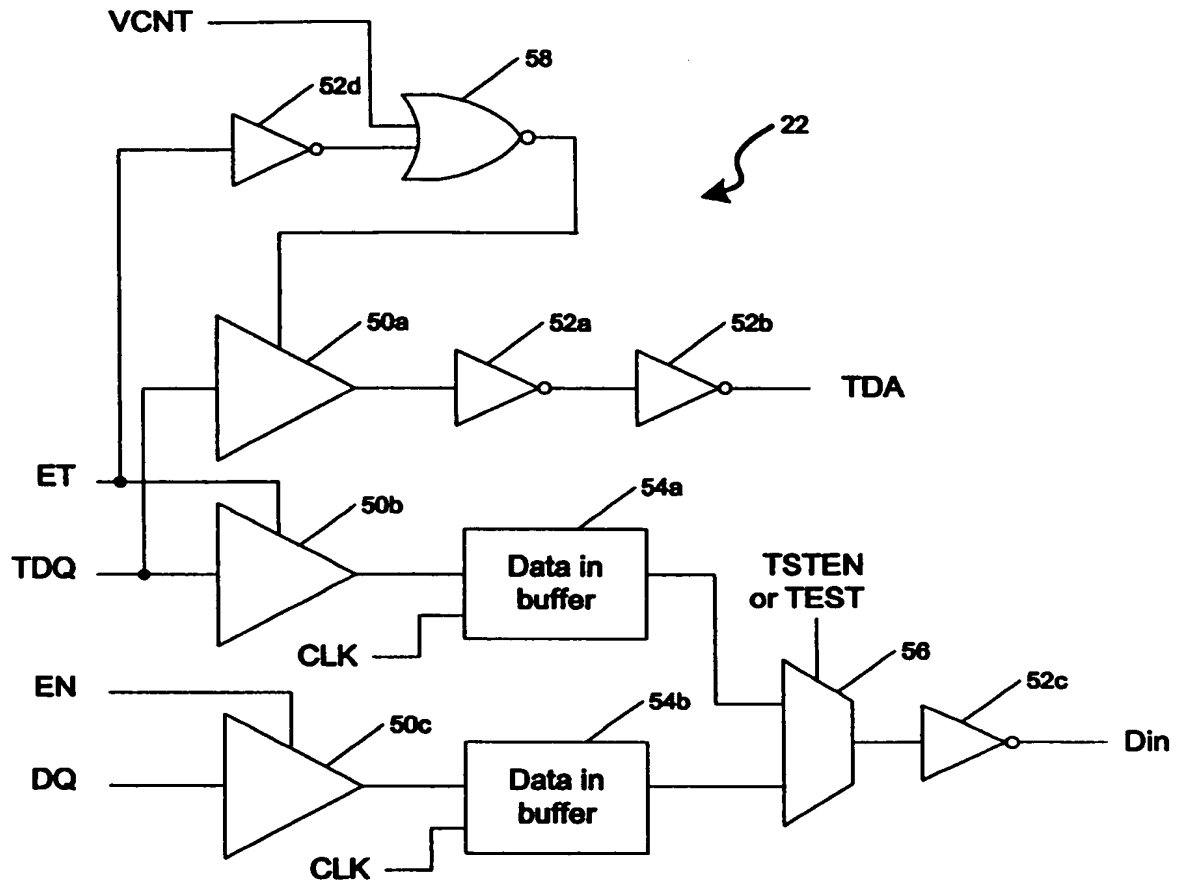 VCNT
58
52d
22
50a
52a
52b
TDA
ET
50b
54a
TDQ
Data in
buffer
TSTEN
or TEST
CLK
56
EN
52c
50c
54b
Din
DQ
Data in
buffer
CLK